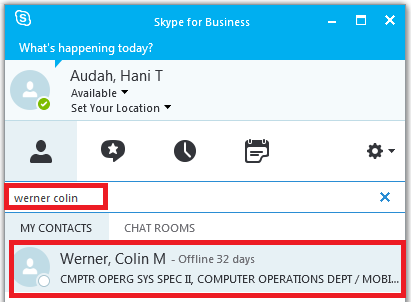 Skype for Business
What's happening today?
Audah, Hani T
Available
Set Your Location
werner colin
MY CONTACTS CHAT ROOMS
Werner, Colin M - Offline 32 days
CMPTR OPERG SYS SPEC II, COMPUTER OPERATIONS DEPT / MOBI...